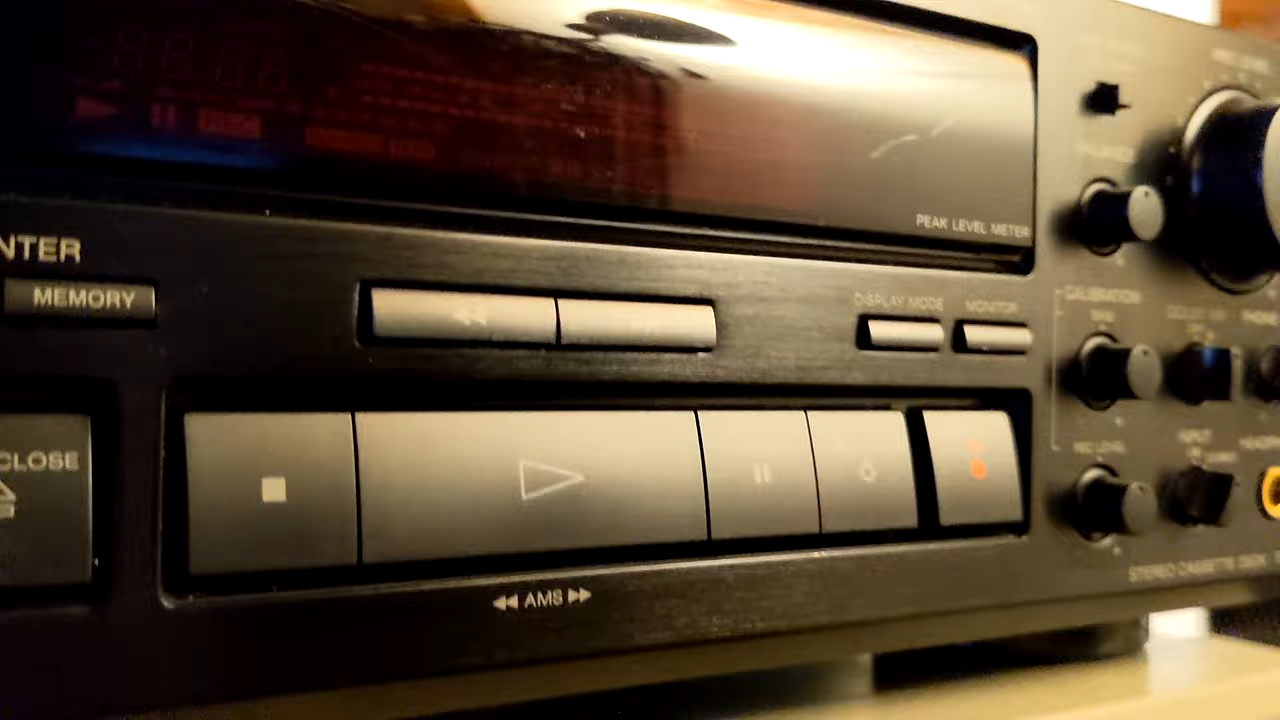 PEAK LEVEL METER
NTER
MEMORY
DISPLAY MODE
MONITOR
CALIBRATION
CLOSE
REC LEVEL
INPUT
AMS
STEREO CASSETTE DECK